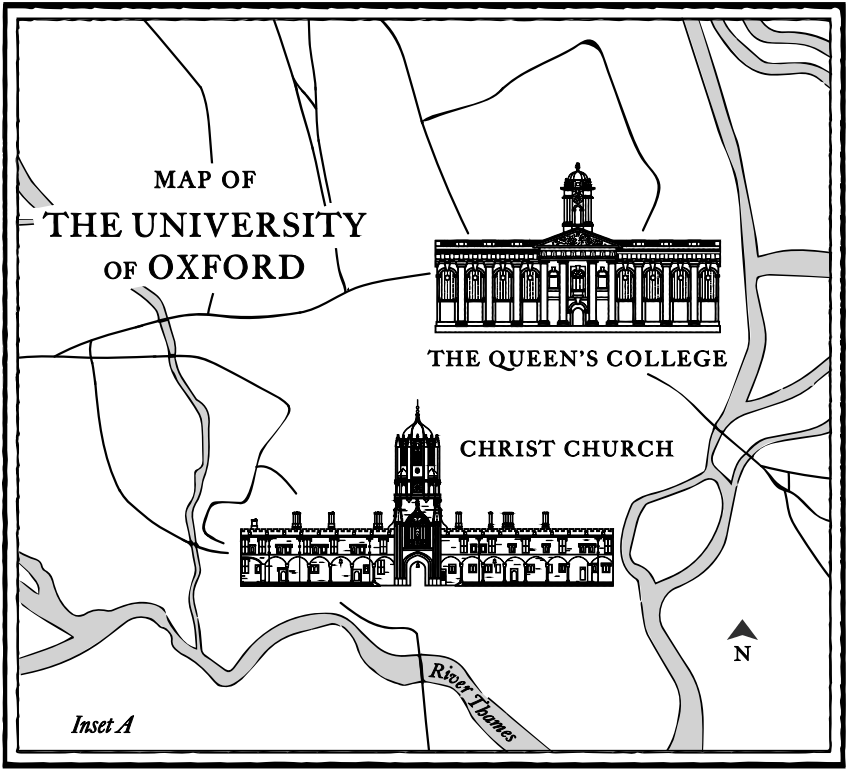 MAP OF
THE UNIVERSITY
OF OXFORD
THE QUEEN'S COLLEGE
CHRIST CHURCH
N
River Thames
Inset A